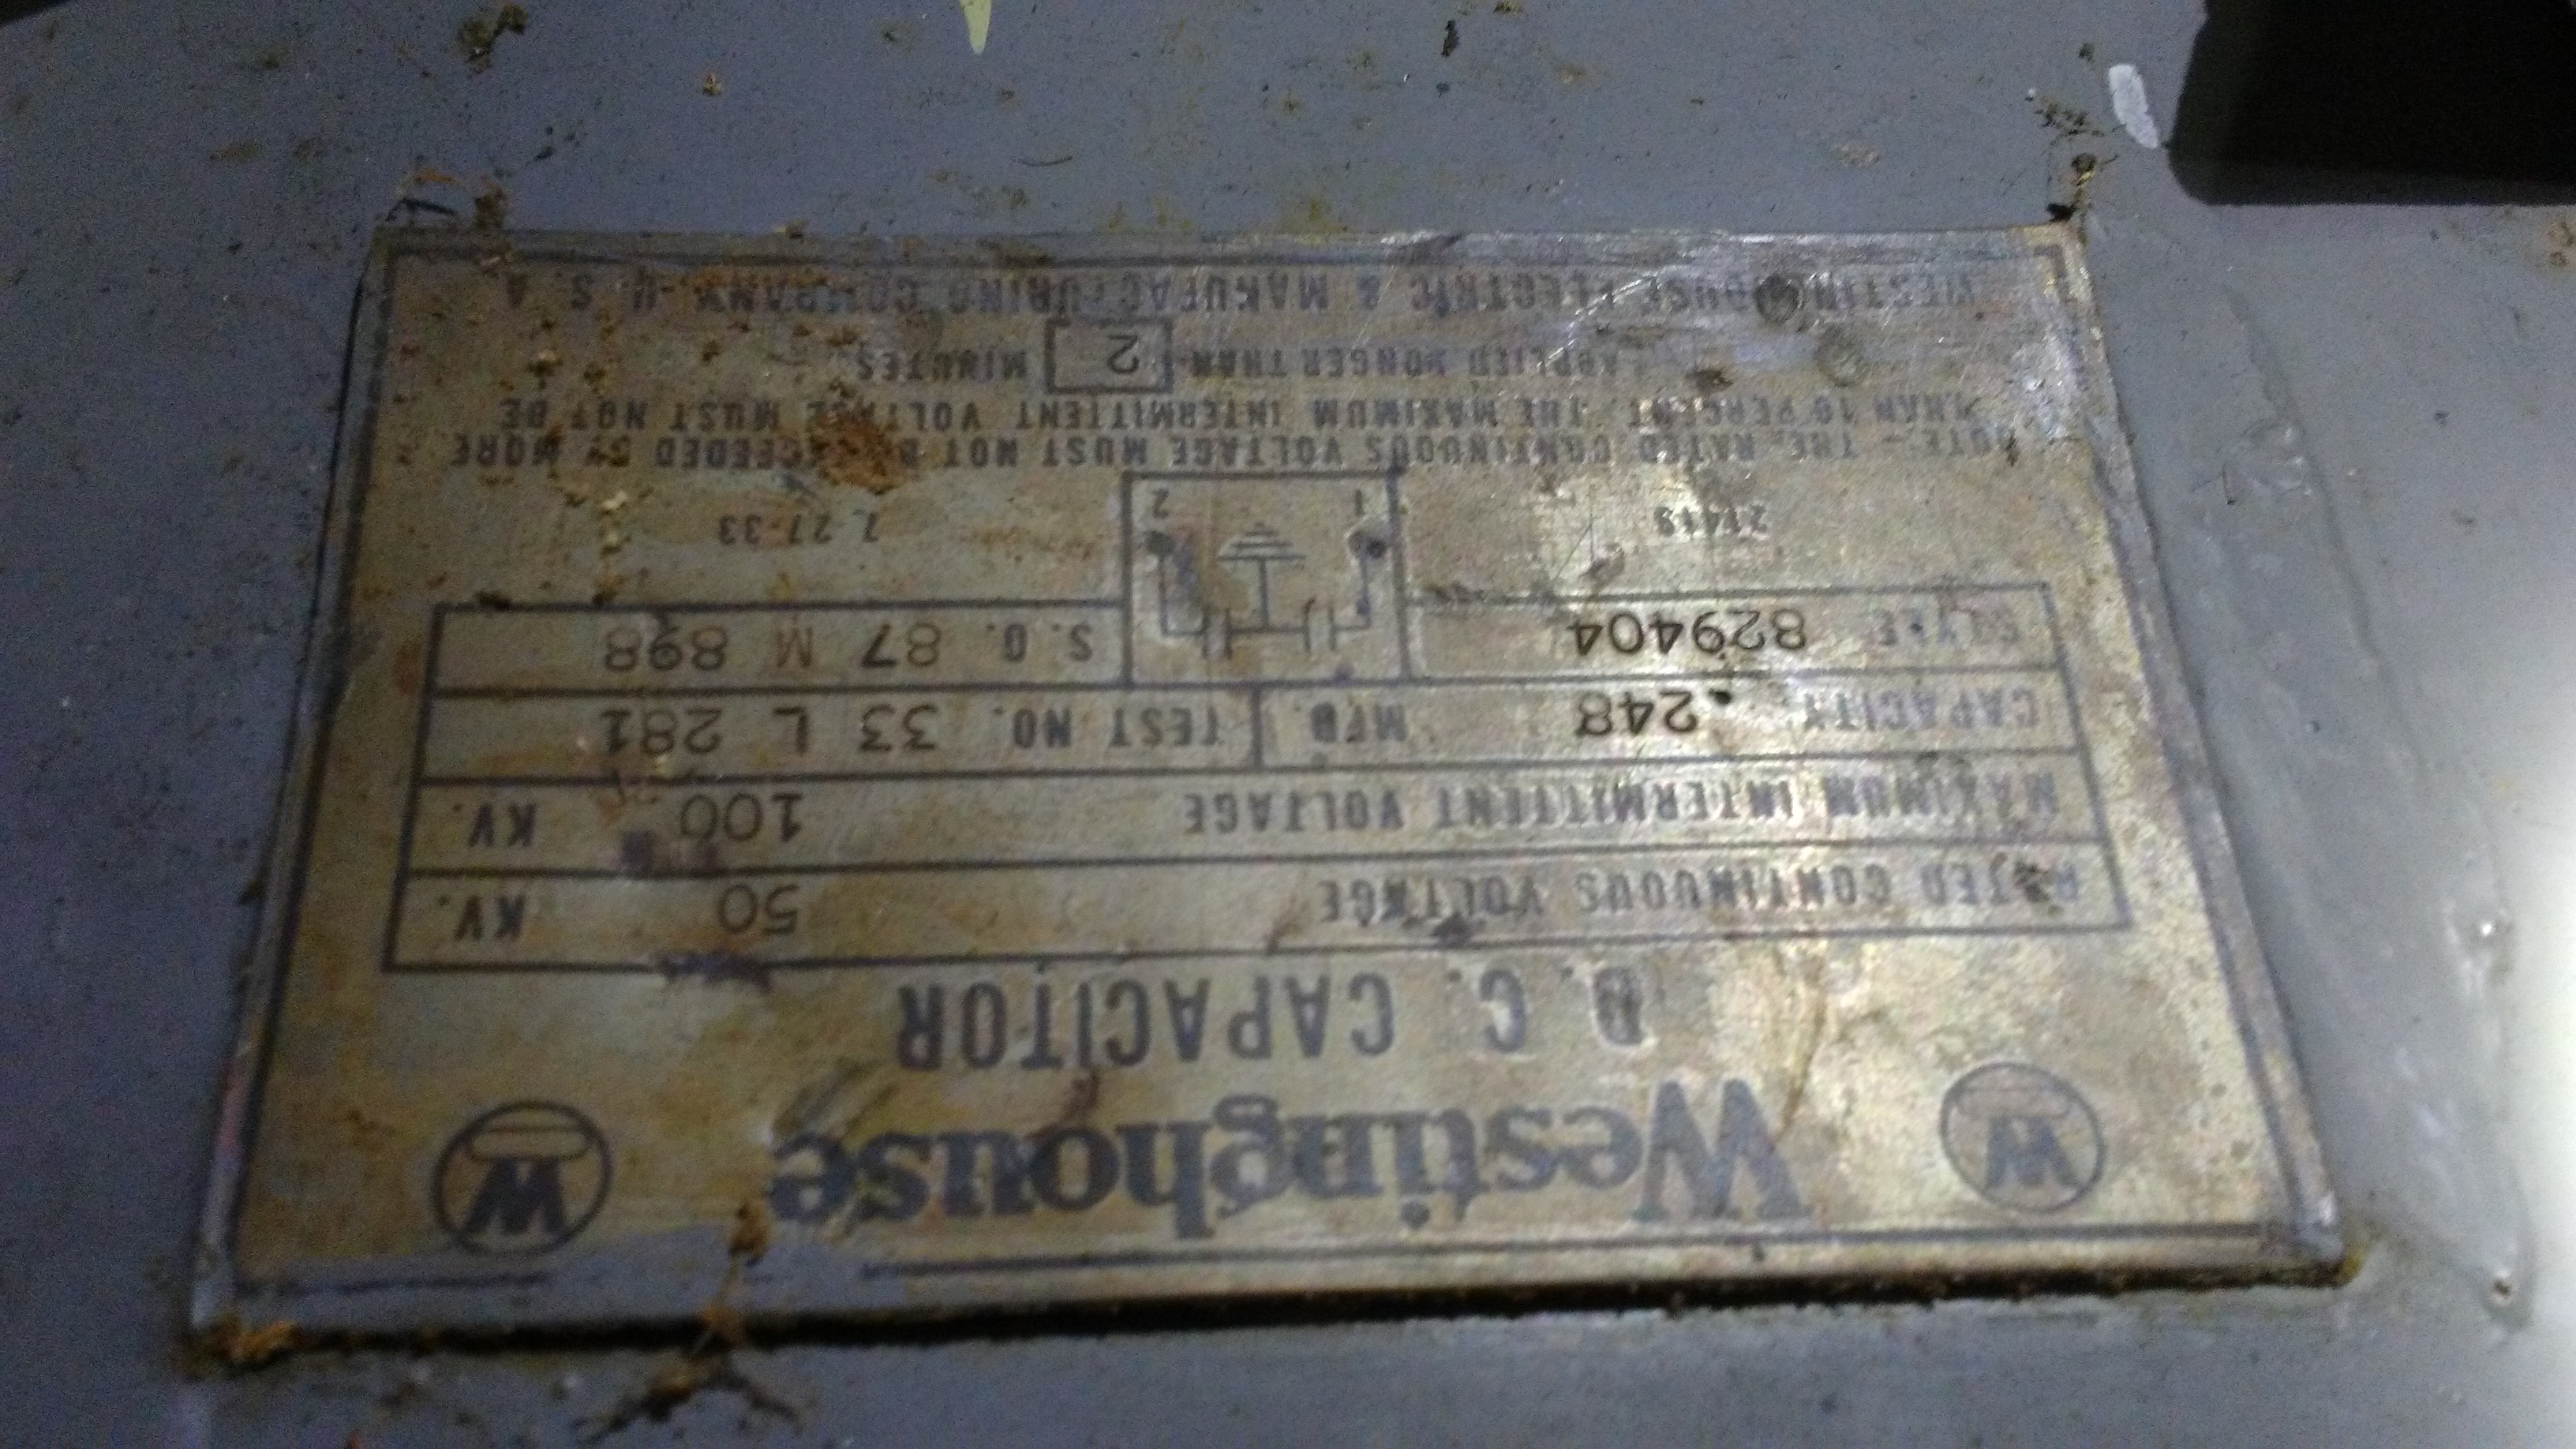 W Westinghouse W
D. C. CAPACITOR
RATED CONTINUOUS VOLTAGE 50 KV.
MAXIMUM INTERMITTENT VOLTAGE 100 KV.
CAPACITY .248 MFD. TEST NO. 33 L 281
STYLE 829404 S.O. 87 M 898
1 2
7 27-33
NOTE - THE RATED CONTINUOUS VOLTAGE MUST NOT BE EXCEEDED BY MORE
THAN 10 PERCENT. THE MAXIMUM INTERMITTENT VOLTAGE MUST NOT BE
APPLIED LONGER THAN 2 MINUTES
WESTINGHOUSE ELECTRIC & MANUFACTURING COMPANY U. S. A.